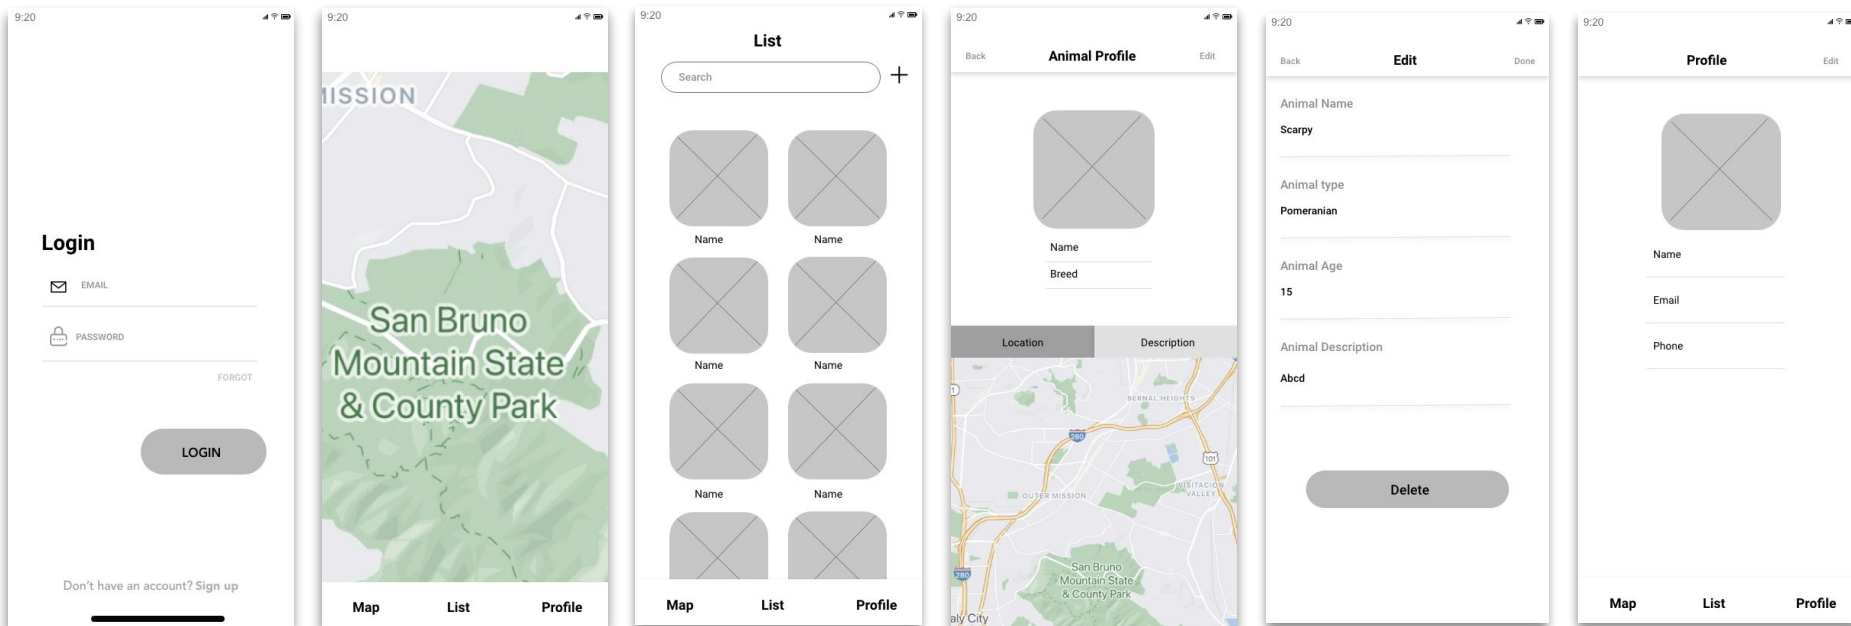 9:20
Login
EMAIL
PASSWORD
FORGOT
LOGIN
Don't have an account? Sign up
9:20
MISSION
San Bruno
Mountain State
& County Park
Map List Profile
9:20
List
Search
Name Name
Name Name
Name Name
Map List Profile
9:20
Back Animal Profile Edit
Name
Breed
Location Description
1
BERNAL HEIGHTS
280
101
OUTER MISSION
VISITACION
VALLEY
280
San Bruno
Mountain State
& County Park
aly City
9:20
Back Edit Done
Animal Name
Scarpy
Animal type
Pomeranian
Animal Age
15
Animal Description
Abcd
Delete
9:20
Profile Edit
Name
Email
Phone
Map List Profile